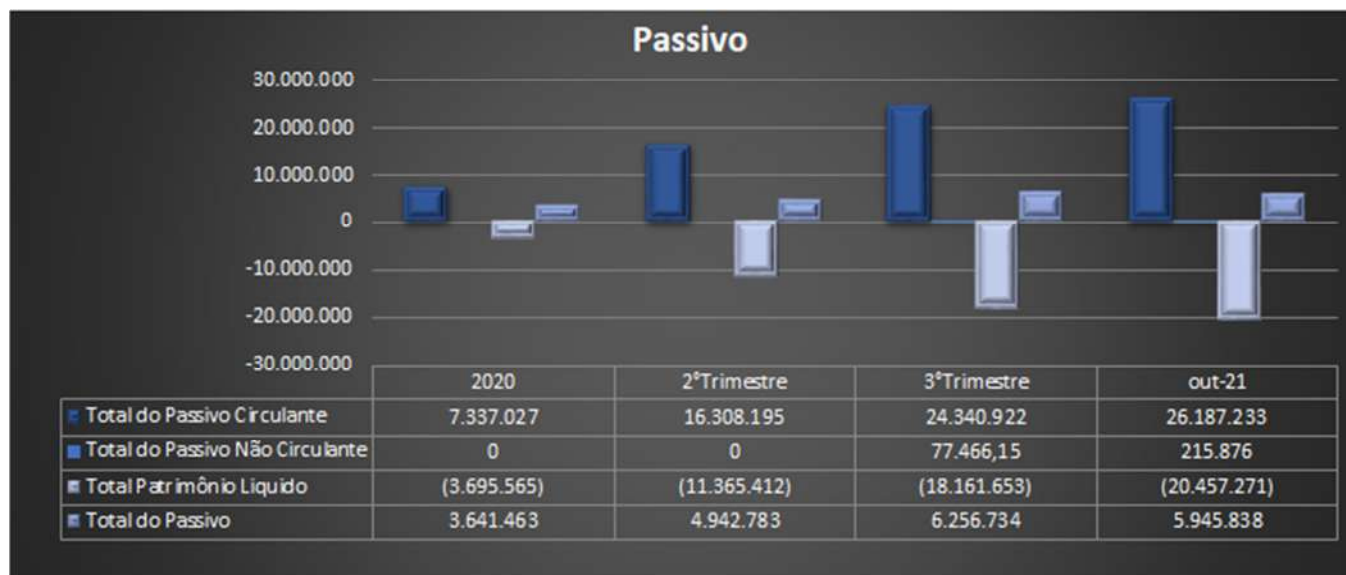 Passivo
30.000.000
20.000.000
10.000.000
0
-10.000.000
-20.000.000
-30.000.000
2020 2°Trimestre 3°Trimestre out-21
Total do Passivo Circulante 7.337.027 16.308.195 24.340.922 26.187.233
Total do Passivo Não Circulante 0 0 77.466,15 215.876
Total Patrimônio Liquido (3.695.565) (11.365.412) (18.161.653) (20.457.271)
Total do Passivo 3.641.463 4.942.783 6.256.734 5.945.838